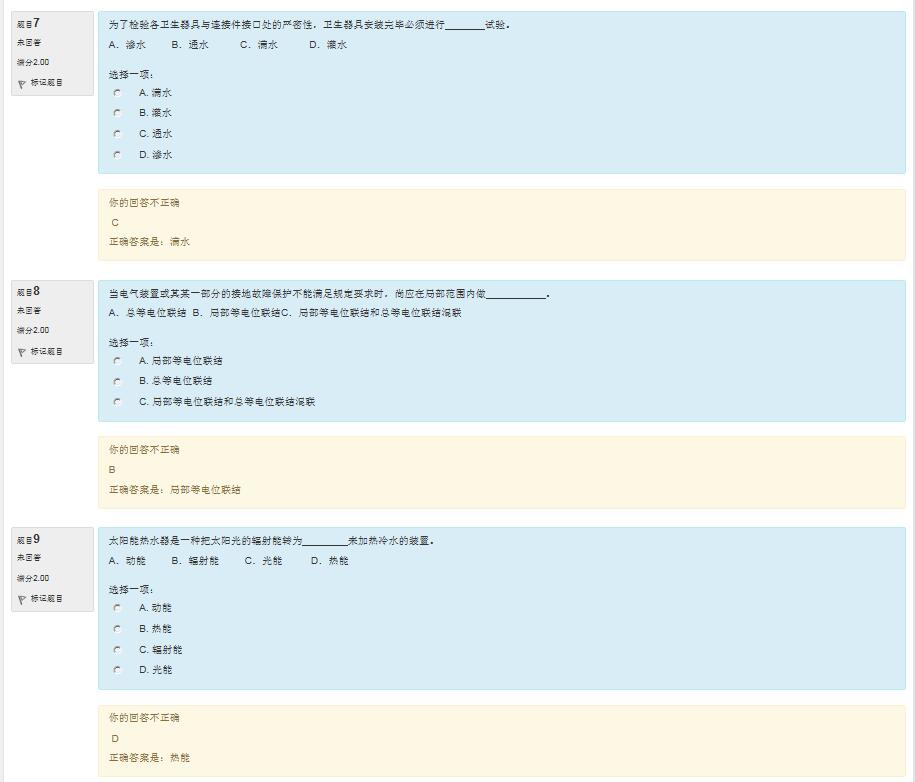 题目7
未回答
满分2.00
标记题目
为了检验各卫生器具与连接件接口处的严密性，卫生器具安装完毕必须进行________试验。
A．渗水 B．通水 C．满水 D．灌水
选择一项：
A. 满水
B. 灌水
C. 通水
D. 渗水
你的回答不正确
C
正确答案是：满水
题目8
未回答
满分2.00
标记题目
当电气装置或其某一部分的接地故障保护不能满足规定要求时，尚应在局部范围内做____________。
A．总等电位联结 B．局部等电位联结C．局部等电位联结和总等电位联结混联
选择一项：
A. 局部等电位联结
B. 总等电位联结
C. 局部等电位联结和总等电位联结混联
你的回答不正确
B
正确答案是：局部等电位联结
题目9
未回答
满分2.00
标记题目
太阳能热水器是一种把太阳光的辐射能转为_________来加热冷水的装置。
A．动能 B．辐射能 C．光能 D．热能
选择一项：
A. 动能
B. 热能
C. 辐射能
D. 光能
你的回答不正确
D
正确答案是：热能